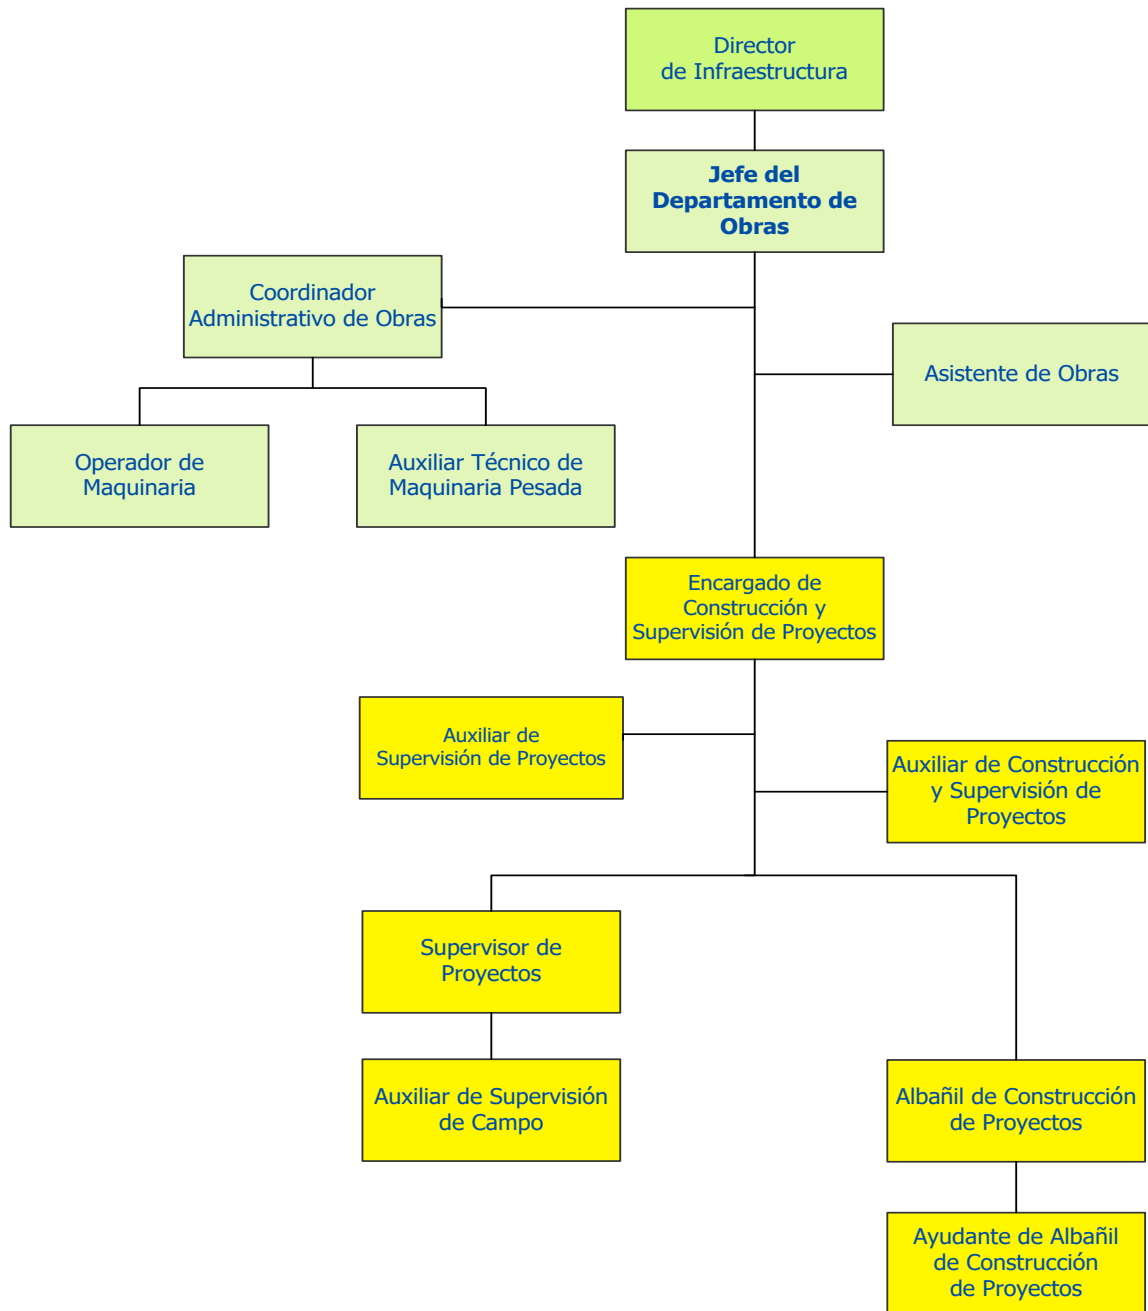 Director
de Infraestructura
Jefe del
Departamento de
Obras
Coordinador
Administrativo de Obras
Asistente de Obras
Operador de
Maquinaria
Auxiliar Técnico de
Maquinaria Pesada
Encargado de
Construcción y
Supervisión de Proyectos
Auxiliar de
Supervisión de Proyectos
Auxiliar de Construcción
y Supervisión de
Proyectos
Supervisor de
Proyectos
Auxiliar de Supervisión
de Campo
Albañil de Construcción
de Proyectos
Ayudante de Albañil
de Construcción
de Proyectos